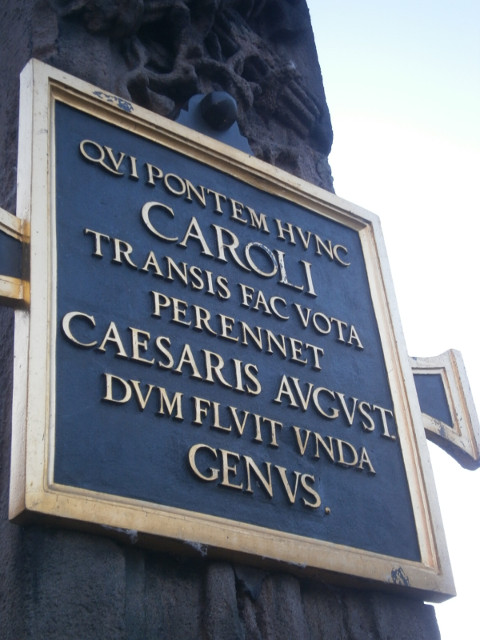 QVI PONTEM HVNC
CAROLI
TRANSIS FAC VOTA
PERENNET
CAESARIS AVGVST.
DVM FLVIT VNDA
GENVS.